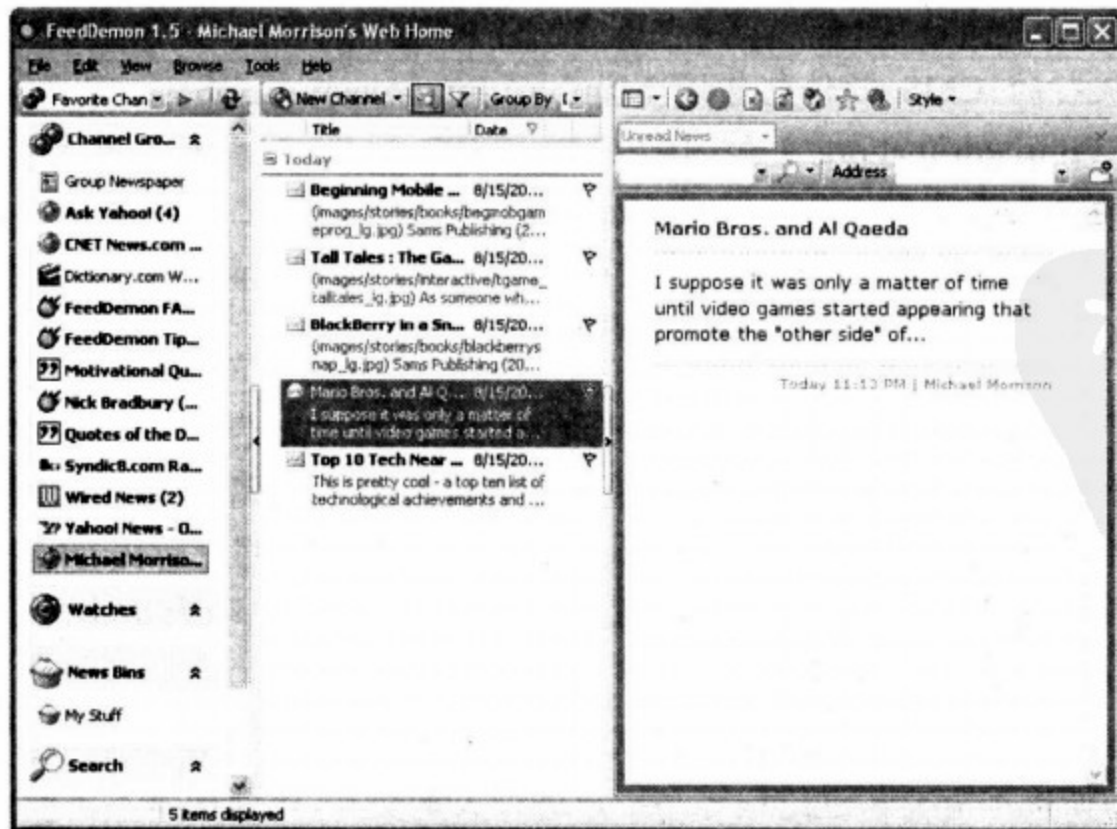 FeedDemon 1.5 - Michael Morrison's Web Home
File Edit View Browse Tools Help
Favorite Chan
Channel Gro...
Group Newspaper
Ask Yahoo! (4)
CNET News.com ...
Dictionary.com W...
FeedDemon FA...
FeedDemon Tip...
Motivational Qu...
Nick Bradbury (...
Quotes of the D...
Syndic8.com Ra...
Wired News (2)
Yahoo! News - O...
Michael Morriso...
Watches
News Bins
My Stuff
Search
New Channel Group By
Title Date
Today
Beginning Mobile ... 8/15/20...
(images/stories/books/begmobgam
eprog_lg.jpg) Sams Publishing (2...
Tall Tales : The Ga... 8/15/20...
(images/stories/interactive/tgame_
talltales_lg.jpg) As someone wh...
BlackBerry in a Sn... 8/15/20...
(images/stories/books/blackberrys
nap_lg.jpg) Sams Publishing (20...
Mario Bros. and Al Q... 8/15/20...
I suppose it was only a matter of
time until video games started a...
Top 10 Tech Near ... 8/15/20...
This is pretty cool - a top ten list of
technological achievements and ...
Style
Unread News
Address
Mario Bros. and Al Qaeda
I suppose it was only a matter of time
until video games started appearing that
promote the "other side" of...
Today 11:13 PM | Michael Morrison
5 items displayed